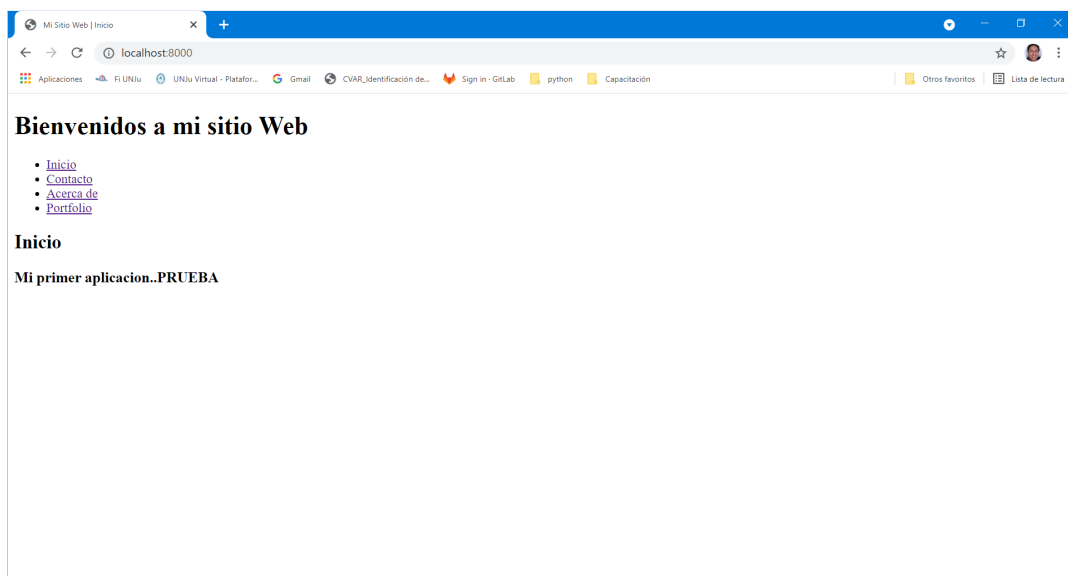 Mi Sitio Web | Inicio
localhost:8000
Aplicaciones Fi UNJu UNJu Virtual - Platafor... Gmail CVAR_Identificación de... Sign in · GitLab python Capacitación Otros favoritos Lista de lectura
Bienvenidos a mi sitio Web
Inicio
Contacto
Acerca de
Portfolio
Inicio
Mi primer aplicacion..PRUEBA